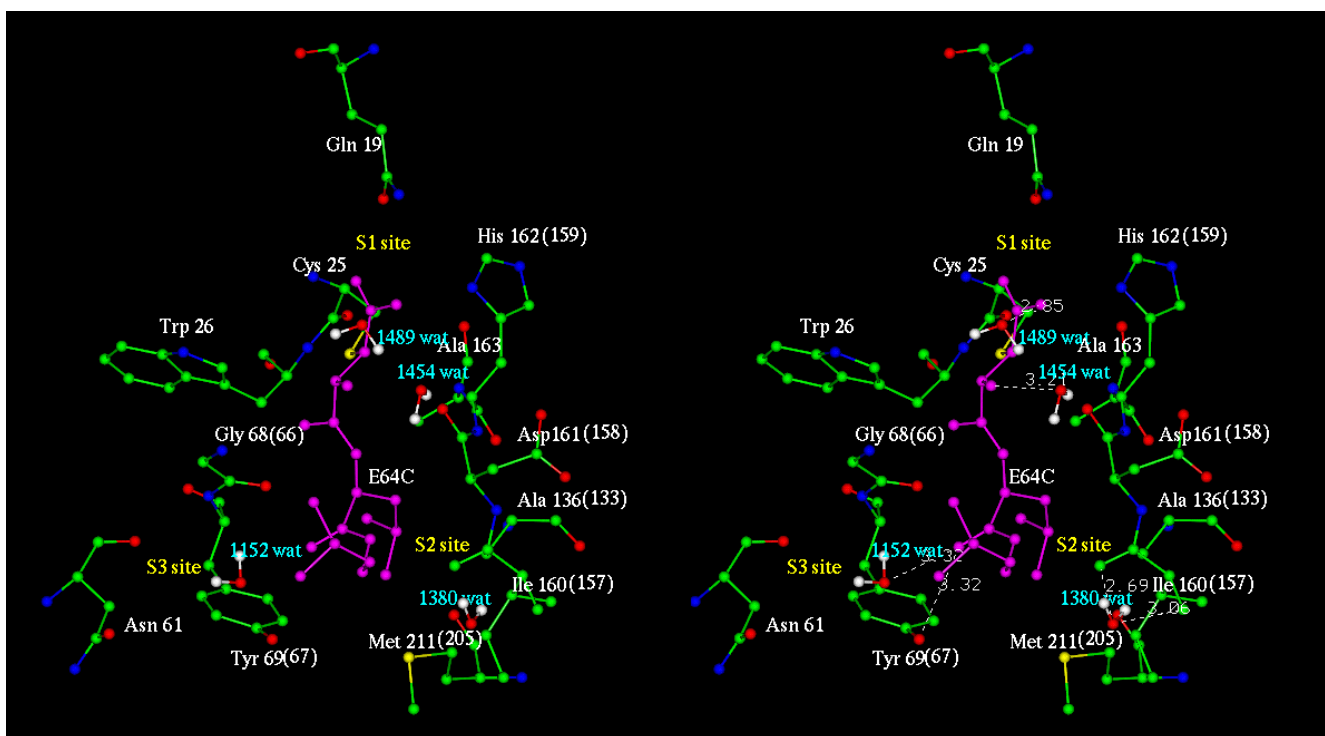 Gln 19
Gln 19
S1 site
His 162(159)
S1 site
His 162(159)
Cys 25
Cys 25
2.85
Trp 26
1489 wat
Ala 163
Trp 26
1489 wat
Ala 163
1454 wat
3.21
1454 wat
Gly 68(66)
Asp161(158)
Gly 68(66)
Asp161(158)
E64C
E64C
Ala 136(133)
Ala 136(133)
1152 wat
S2 site
1152 wat
S2 site
S3 site
3.32
S3 site
3.32
1380 wat
Ile 160(157)
2.69
Ile 160(157)
1380 wat
3.06
Asn 61
Met 211(205)
Asn 61
Met 211(205)
Tyr 69(67)
Tyr 69(67)